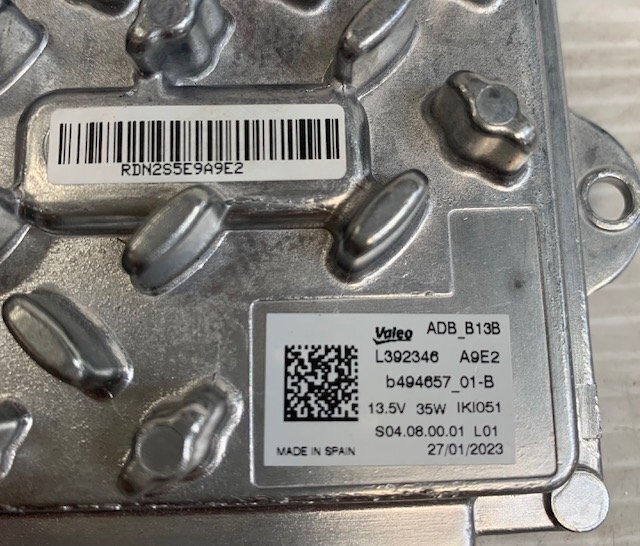 RDN2S5E9A9E2
Valeo ADB_B13B
L392346 A9E2
b494657_01-B
13.5V 35W IKI051
S04.08.00.01 L01
MADE IN SPAIN 27/01/2023